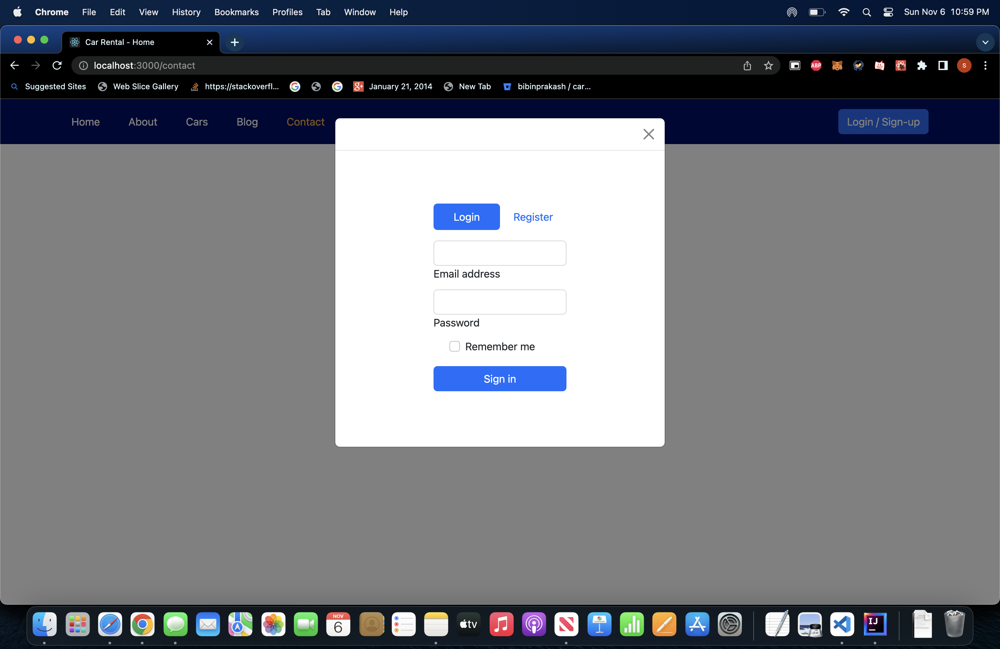 Chrome File Edit View History Bookmarks Profiles Tab Window Help Sun Nov 6 10:59 PM
Car Rental - Home
localhost:3000/contact
ABP
S
Suggested Sites Web Slice Gallery https://stackoverfl... g+ January 21, 2014 New Tab bibinprakash / car...
Home About Cars Blog Contact Login / Sign-up
Login Register
Email address
Password
Remember me
Sign in
NOV
6
tv
IJ